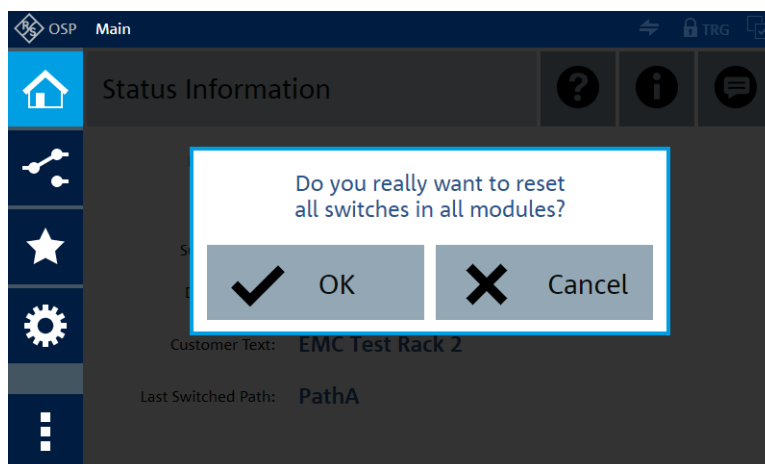 R&S OSP Main TRG
Status Information
Do you really want to reset
all switches in all modules?
OK Cancel
Customer Text: EMC Test Rack 2
Last Switched Path: PathA